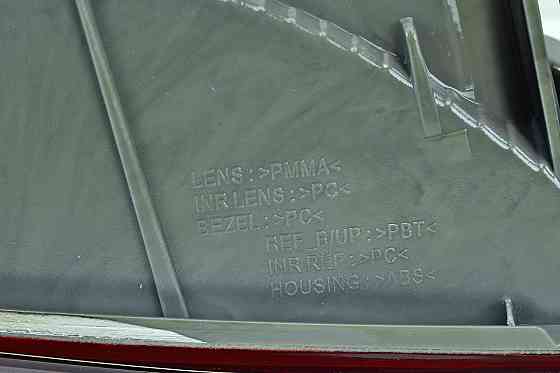 LENS:>PMMA<
INR LENS:>PC<
BEZEL:>PC<
REF_B/UP:>PBT<
INR REF:>PC<
HOUSING:>ABS<